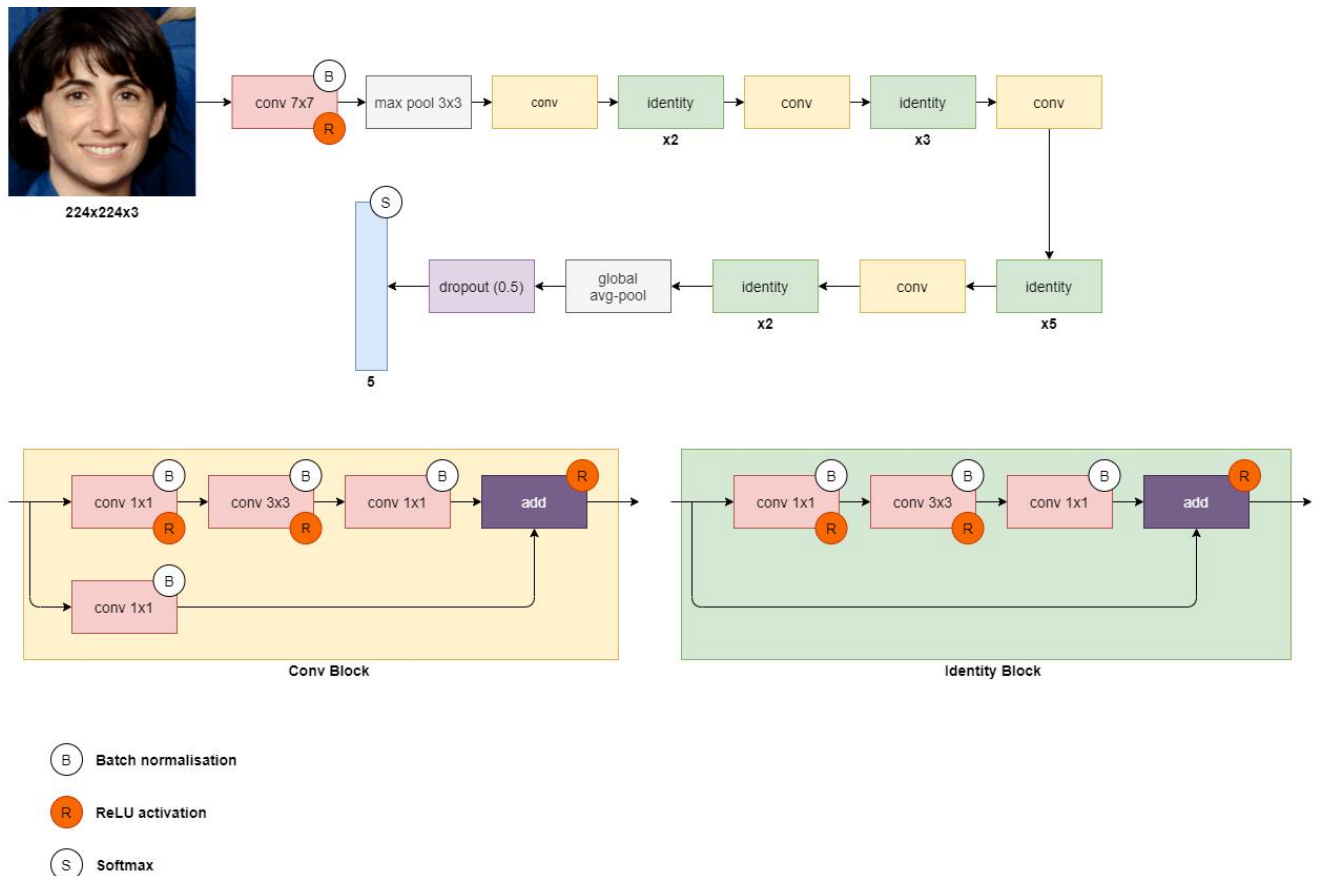 B
conv 7x7
R
max pool 3x3
conv
identity
x2
conv
identity
x3
conv
224x224x3
S
5
dropout (0.5)
global
avg-pool
identity
x2
conv
identity
x5
B
conv 1x1
R
B
conv 3x3
R
B
conv 1x1
R
add
B
conv 1x1
Conv Block
B
conv 1x1
R
B
conv 3x3
R
B
conv 1x1
R
add
Identity Block
B Batch normalisation
R ReLU activation
S Softmax